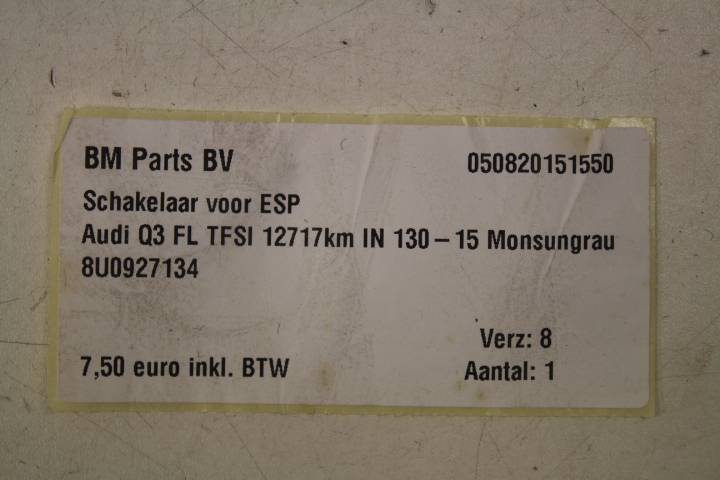 BM Parts BV 050820151550
Schakelaar voor ESP
Audi Q3 FL TFSI 12717km IN 130 – 15 Monsungrau
8U0927134
Verz: 8
7,50 euro inkl. BTW Aantal: 1